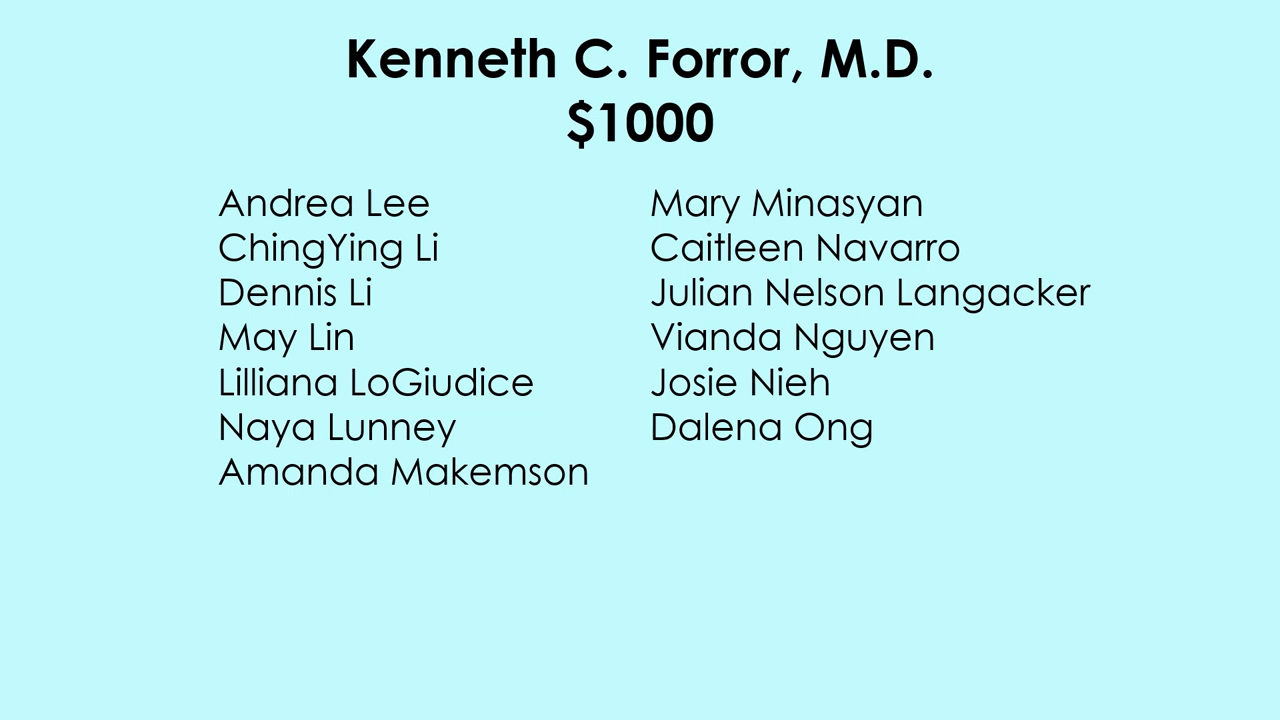 Kenneth C. Forror, M.D.
$1000
Andrea Lee
ChingYing Li
Dennis Li
May Lin
Lilliana LoGiudice
Naya Lunney
Amanda Makemson
Mary Minasyan
Caitleen Navarro
Julian Nelson Langacker
Vianda Nguyen
Josie Nieh
Dalena Ong